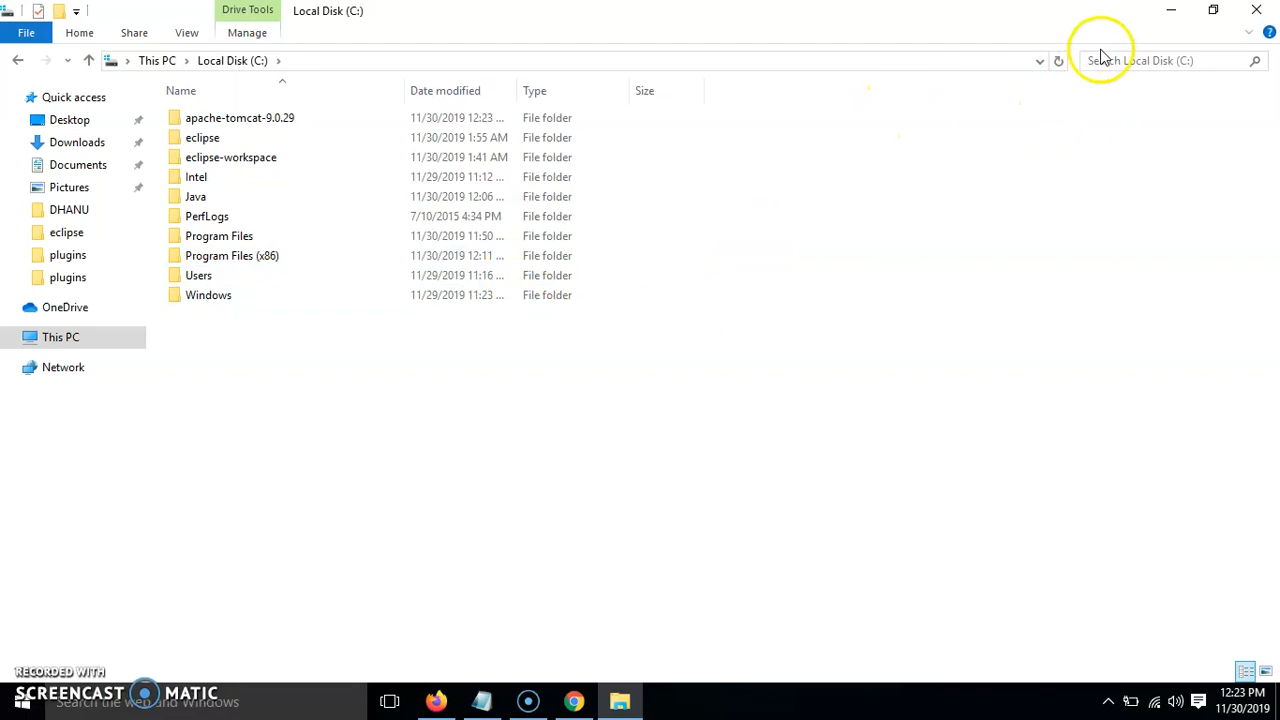 Drive Tools
Local Disk (C:)
File
Home
Share
View
Manage
This PC
Local Disk (C:)
Search Local Disk (C:)
Name
Date modified
Type
Size
Quick access
Desktop
Downloads
Documents
Pictures
DHANU
eclipse
plugins
plugins
OneDrive
This PC
Network
apache-tomcat-9.0.29 11/30/2019 12:23 ... File folder
eclipse 11/30/2019 1:55 AM File folder
eclipse-workspace 11/30/2019 1:41 AM File folder
Intel 11/29/2019 11:12 ... File folder
Java 11/30/2019 12:06 ... File folder
PerfLogs 7/10/2015 4:34 PM File folder
Program Files 11/30/2019 11:50 ... File folder
Program Files (x86) 11/30/2019 12:11 ... File folder
Users 11/29/2019 11:16 ... File folder
Windows 11/29/2019 11:23 ... File folder
RECORDED WITH
SCREENCAST MATIC
Search the web and Windows
12:23 PM
11/30/2019